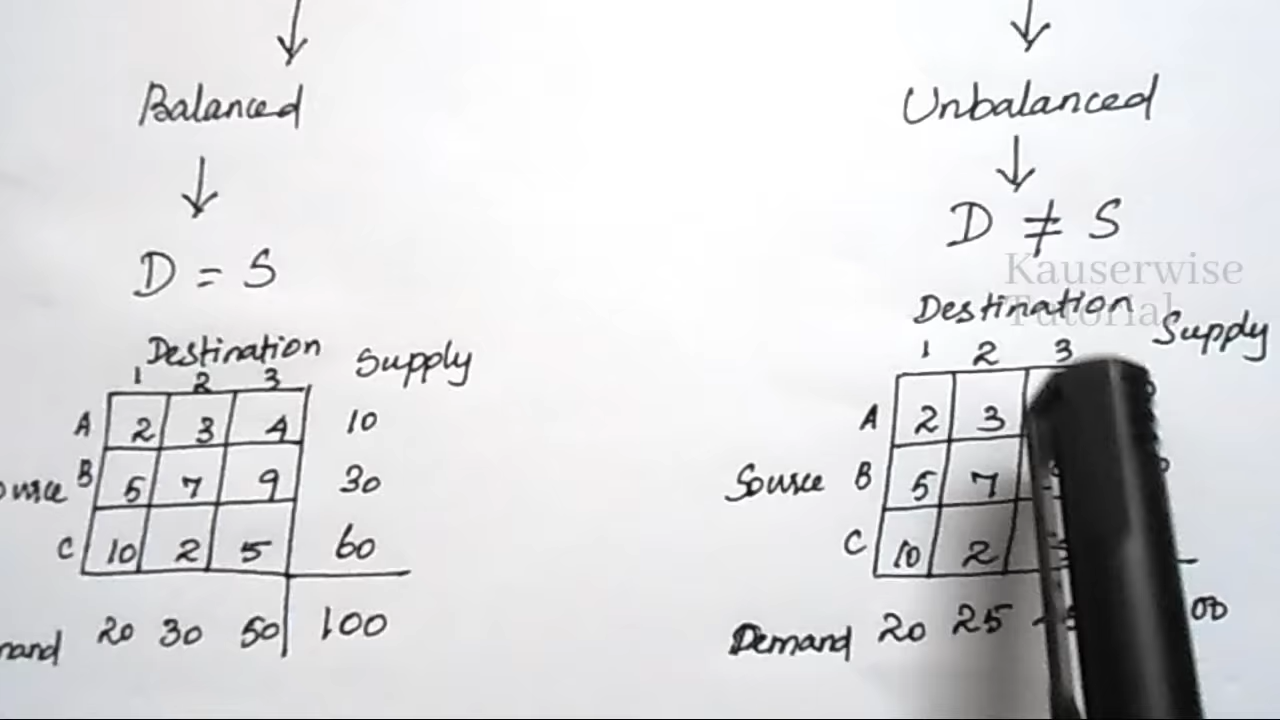 Balanced
D = S
Destination Supply
1 2 3
A 2 3 4 10
B 5 7 9 30
C 10 2 5 60
20 30 50 100
Unbalanced
D ≠ S
Kauserwise
Tutorial
Destination Supply
1 2 3
A 2 3
Source B 5 7
C 10 2
Demand 20 25